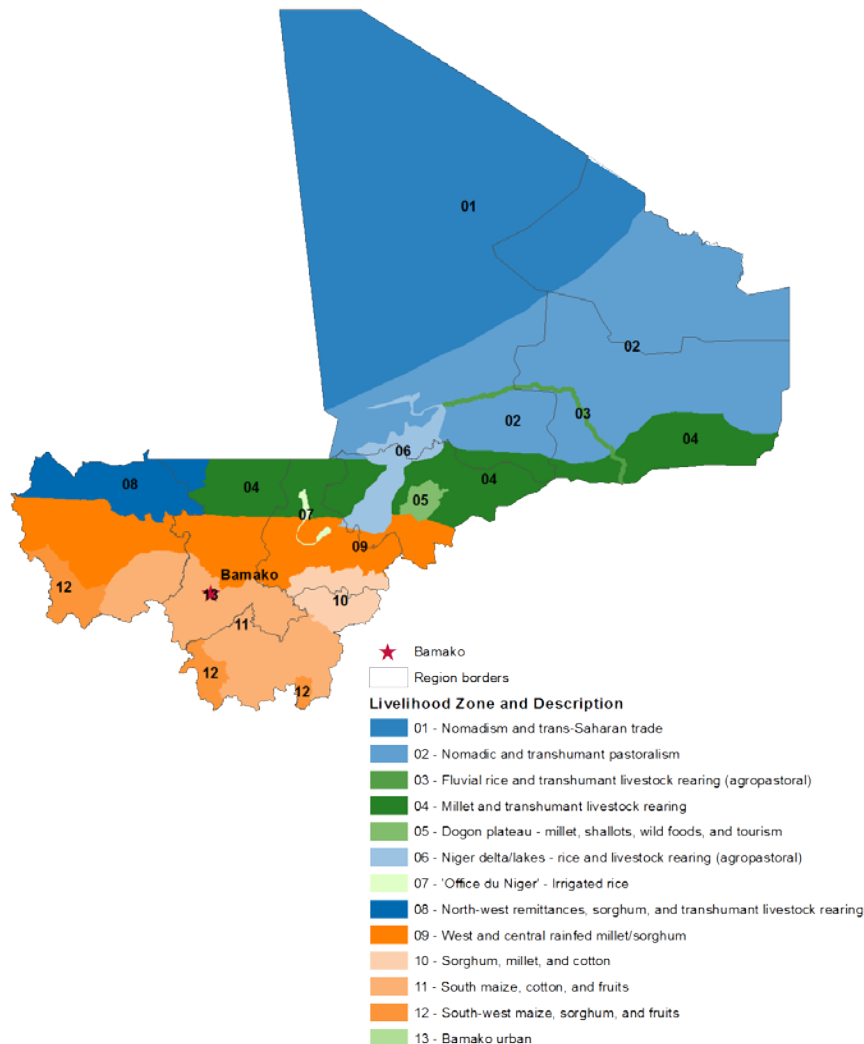 01
02
02
03
04
06
04
08
04
05
07
09
Bamako
12
13
10
11
12
12
Bamako
Region borders
Livelihood Zone and Description
01 - Nomadism and trans-Saharan trade
02 - Nomadic and transhumant pastoralism
03 - Fluvial rice and transhumant livestock rearing (agropastoral)
04 - Millet and transhumant livestock rearing
05 - Dogon plateau - millet, shallots, wild foods, and tourism
06 - Niger delta/lakes - rice and livestock rearing (agropastoral)
07 - 'Office du Niger' - Irrigated rice
08 - North-west remittances, sorghum, and transhumant livestock rearing
09 - West and central rainfed millet/sorghum
10 - Sorghum, millet, and cotton
11 - South maize, cotton, and fruits
12 - South-west maize, sorghum, and fruits
13 - Bamako urban